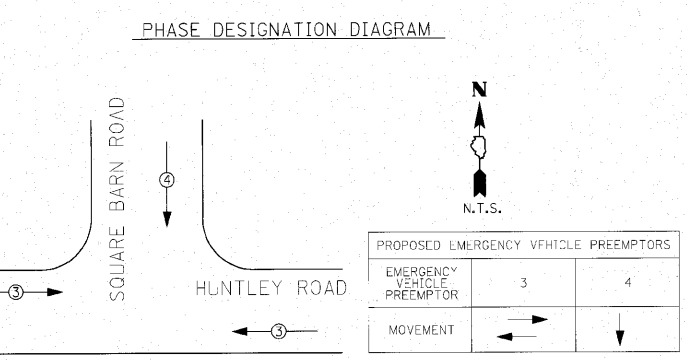 PHASE DESIGNATION DIAGRAM
N
N.T.S.
SQUARE BARN ROAD
4
3
HUNTLEY ROAD
3
PROPOSED EMERGENCY VEHICLE PREEMPTORS
EMERGENCY
VEHICLE
PREEMPTOR
3
4
MOVEMENT